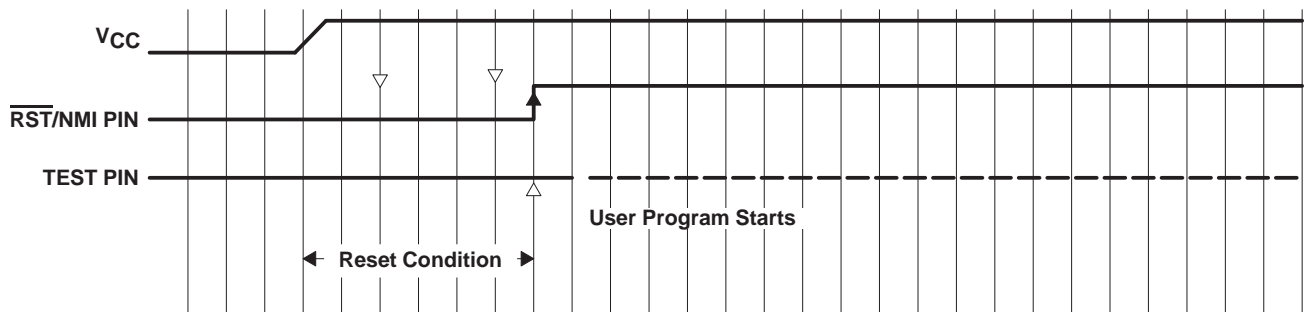 VCC
RST/NMI PIN
TEST PIN
User Program Starts
Reset Condition